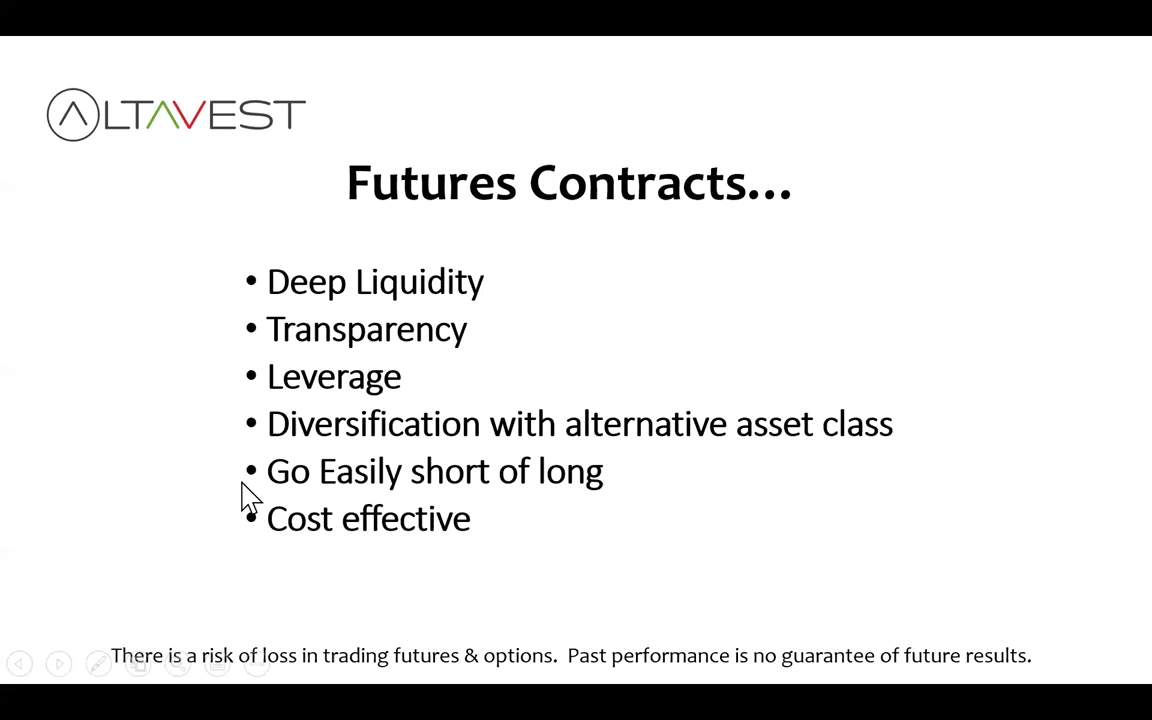 ALTAVEST
Futures Contracts...
• Deep Liquidity
• Transparency
• Leverage
• Diversification with alternative asset class
• Go Easily short of long
• Cost effective
There is a risk of loss in trading futures & options. Past performance is no guarantee of future results.